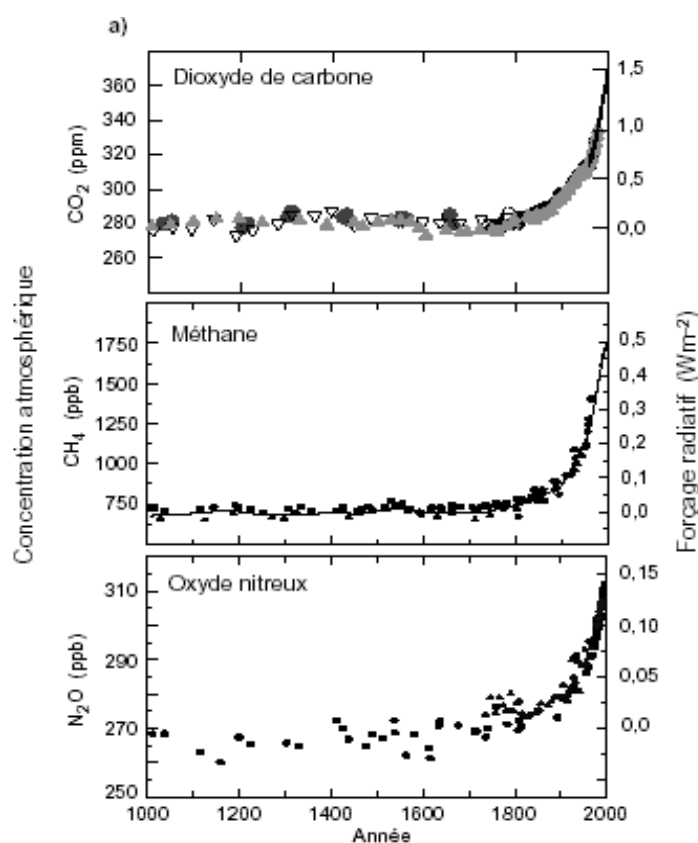 a)
Concentration atmosphérique
Forçage radiatif (Wm–2)
Dioxyde de carbone
CO2 (ppm)
360
340
320
300
280
260
1,5
1,0
0,5
0,0
Méthane
CH4 (ppb)
1750
1500
1250
1000
750
0,5
0,4
0,3
0,2
0,1
0,0
Oxyde nitreux
N2O (ppb)
310
290
270
250
0,15
0,10
0,05
0,0
1000 1200 1400 1600 1800 2000
Année